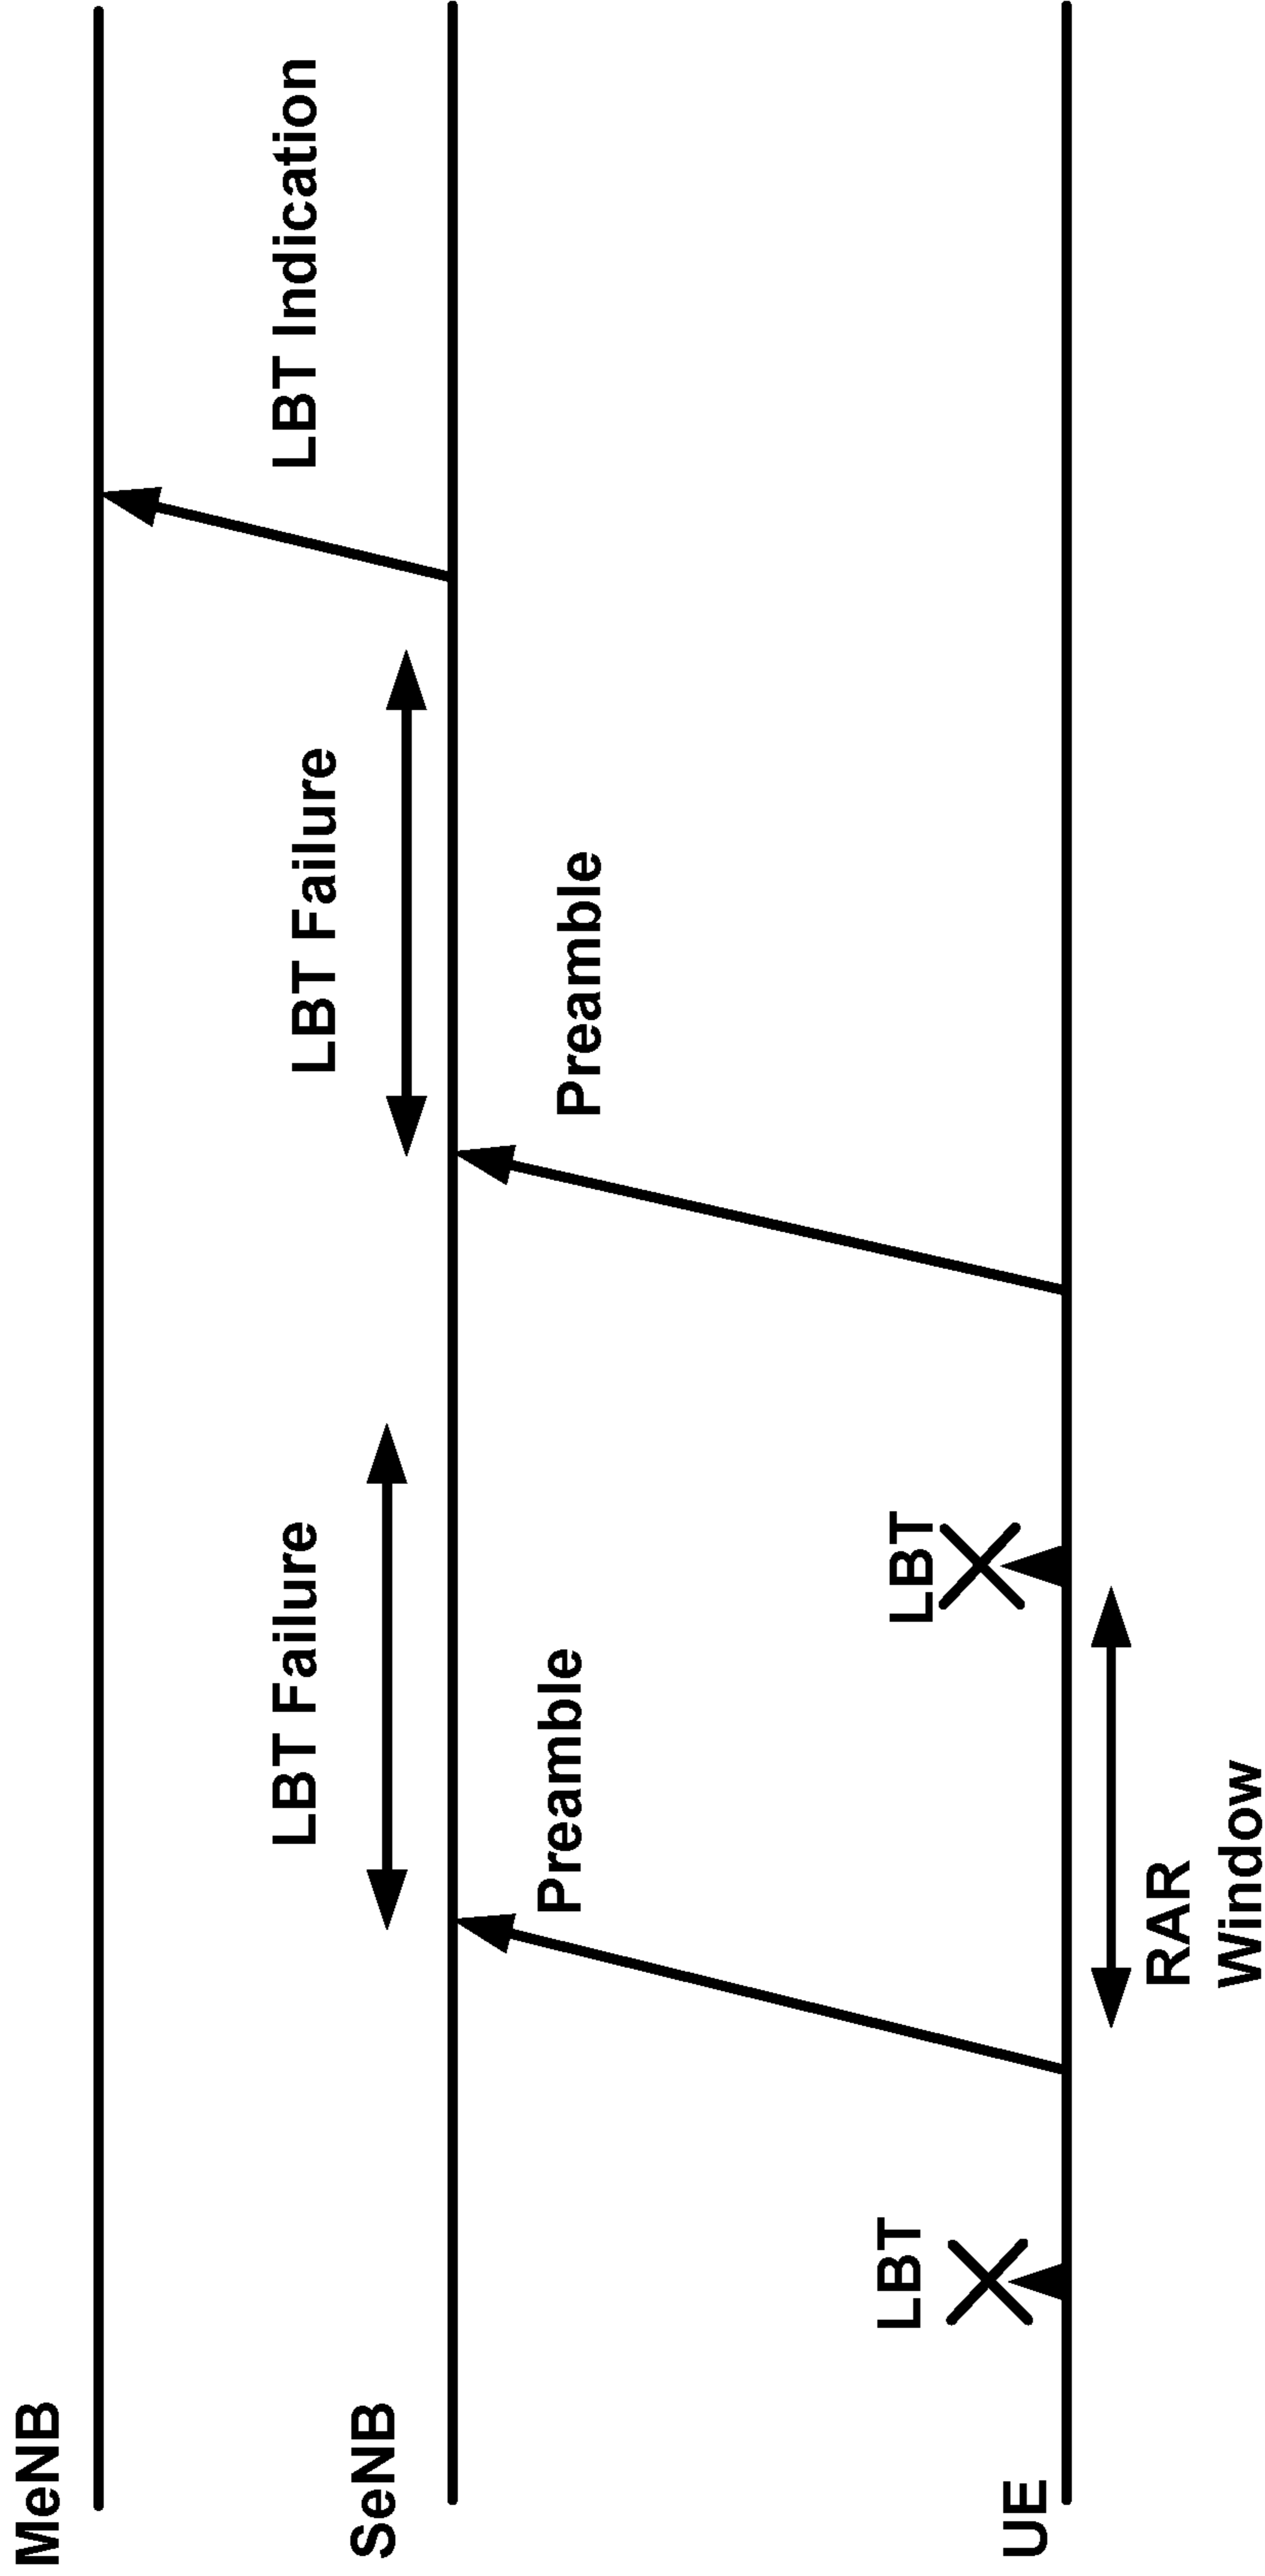 MeNB
LBT Failure
LBT Failure
LBT Indication
SeNB
Preamble
Preamble
LBT
LBT
UE
RAR
Window